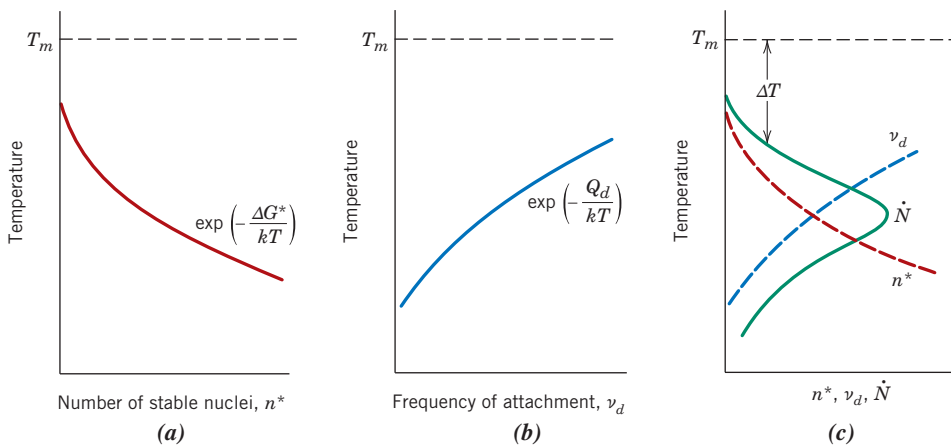 T_m
Temperature
exp (-ΔG*/kT)
Number of stable nuclei, n*
(a)
T_m
Temperature
exp (-Q_d/kT)
Frequency of attachment, ν_d
(b)
T_m
ΔT
ν_d
Ṅ
n*
Temperature
n*, ν_d, Ṅ
(c)